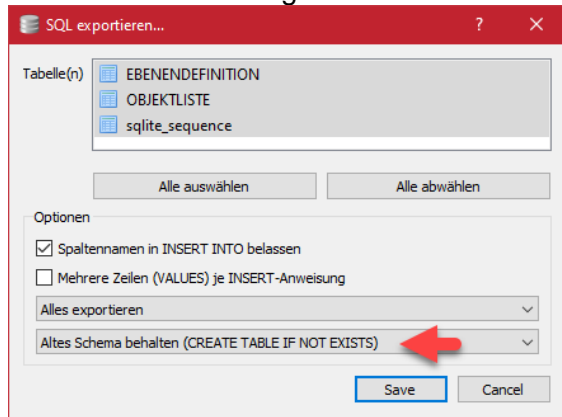 SQL exportieren...
?
Tabelle(n)
EBENENDEFINITION
OBJEKTLISTE
sqlite_sequence
Alle auswählen
Alle abwählen
Optionen
Spaltennamen in INSERT INTO belassen
Mehrere Zeilen (VALUES) je INSERT-Anweisung
Alles exportieren
Altes Schema behalten (CREATE TABLE IF NOT EXISTS)
Save
Cancel